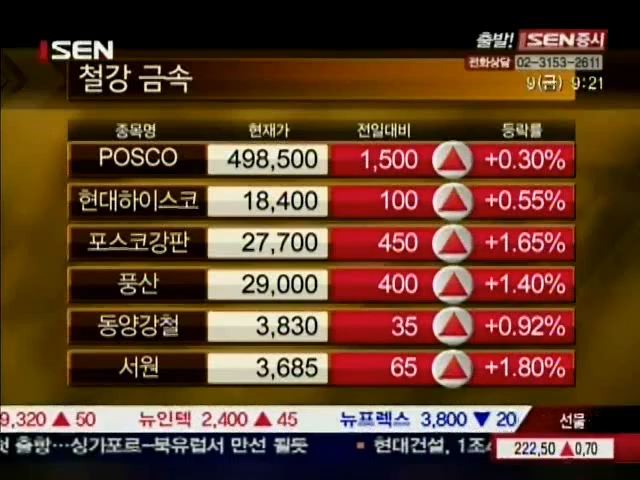 SEN
출발! SEN증시
전화상담 02-3153-2611
9(금) 9:21
철강 금속
종목명 현재가 전일대비 등락률
POSCO 498,500 1,500 ▲ +0.30%
현대하이스코 18,400 100 ▲ +0.55%
포스코강판 27,700 450 ▲ +1.65%
풍산 29,000 400 ▲ +1.40%
동양강철 3,830 35 ▲ +0.92%
서원 3,685 65 ▲ +1.80%
9,320 ▲ 50 뉴인텍 2,400 ▲ 45 뉴프렉스 3,800 ▼ 20 선물
출항…싱가포르-북유럽서 만선 될듯 현대건설, 1조 222,50 ▲0,70